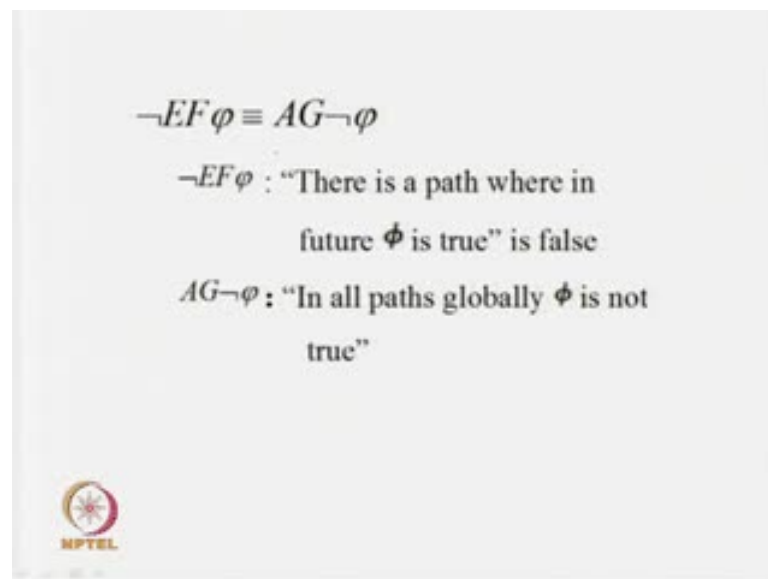 ¬EFφ ≡ AG¬φ
¬EFφ : “There is a path where in
future ϕ is true” is false
AG¬φ : “In all paths globally ϕ is not
true”
NPTEL